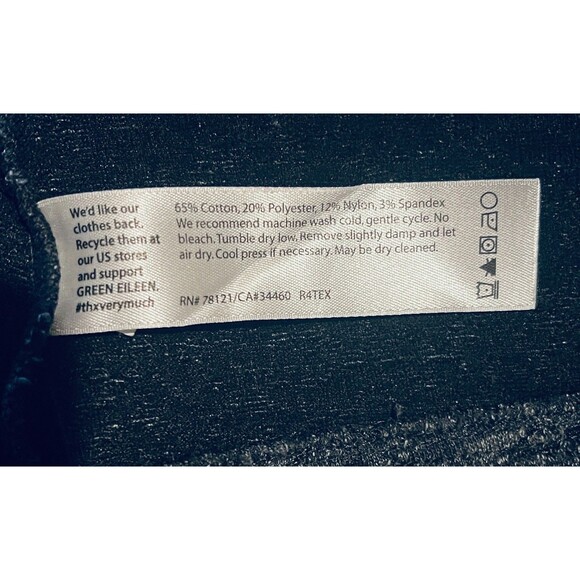 We'd like our
clothes back.
Recycle them at
our US stores
and support
GREEN EILEEN.
#thxverymuch
65% Cotton, 20% Polyester, 12% Nylon, 3% Spandex
We recommend machine wash cold, gentle cycle. No
bleach. Tumble dry low. Remove slightly damp and let
air dry. Cool press if necessary. May be dry cleaned.
RN# 78121/CA#34460 R4TEX